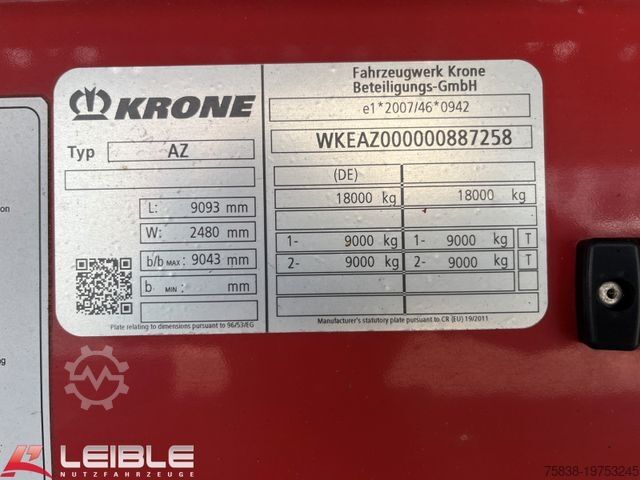 KRONE
Typ AZ
L: 9093 mm
W: 2480 mm
b/b MAX: 9043 mm
b MIN: mm
Plate relating to dimensions pursuant to 96/53/EG
Fahrzeugwerk Krone
Beteiligungs-GmbH
e1*2007/46*0942
WKEAZ000000887258
(DE)
18000 kg 18000 kg
1- 9000 kg 1- 9000 kg T
2- 9000 kg 2- 9000 kg T
Manufacturer's statutory plate pursuant to CR (EU) 19/2011
on
ng
LEIBLE
NUTZFAHRZEUGE
75838-19753245